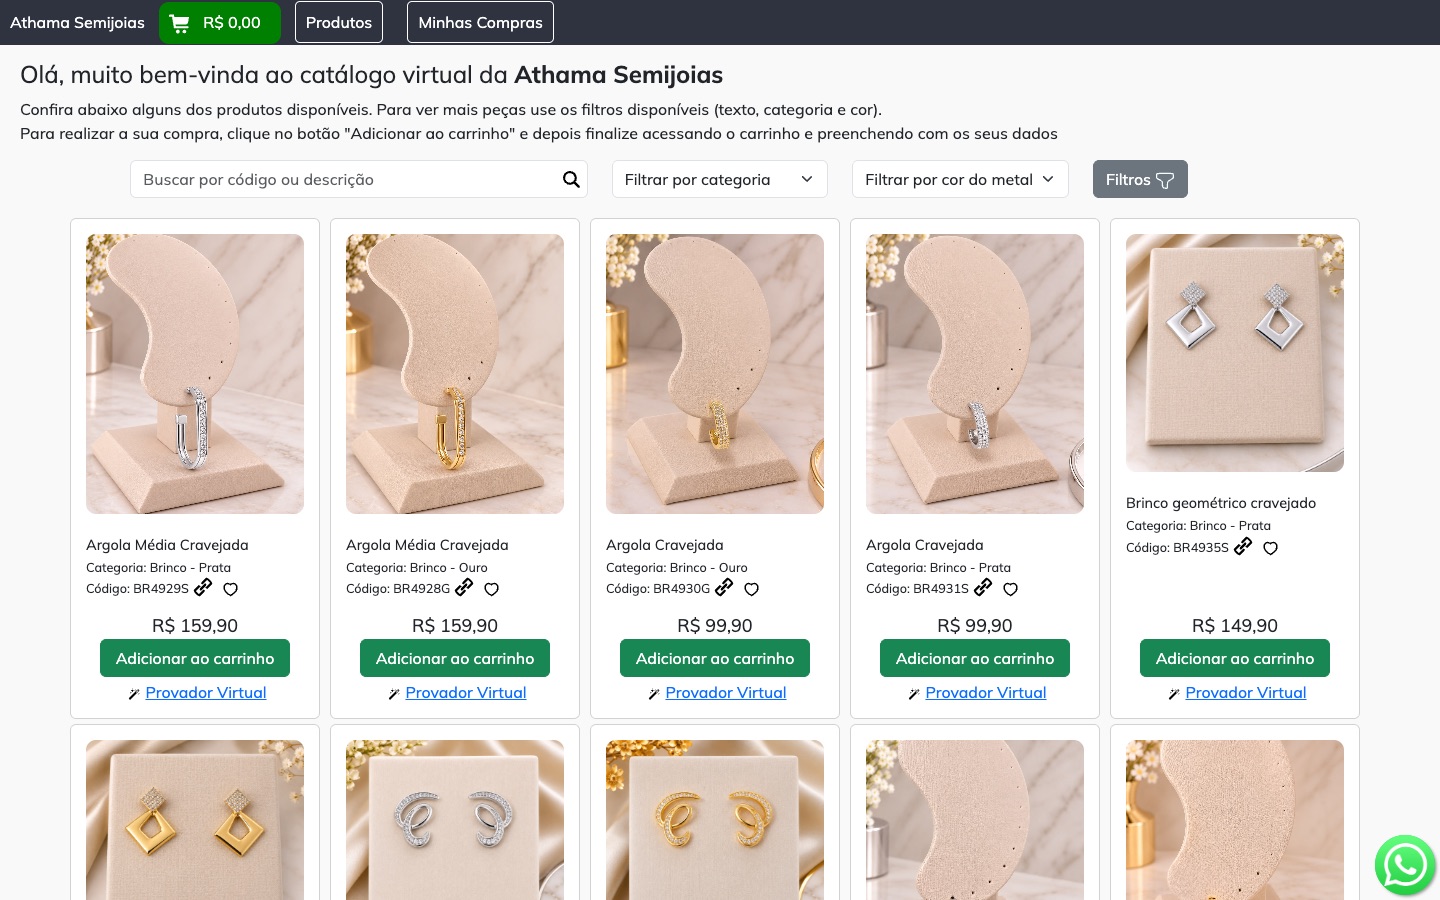 Athama Semijoias
R$ 0,00
Produtos
Minhas Compras
Olá, muito bem-vinda ao catálogo virtual da Athama Semijoias
Confira abaixo alguns dos produtos disponíveis. Para ver mais peças use os filtros disponíveis (texto, categoria e cor).
Para realizar a sua compra, clique no botão "Adicionar ao carrinho" e depois finalize acessando o carrinho e preenchendo com os seus dados
Buscar por código ou descrição
Filtrar por categoria
Filtrar por cor do metal
Filtros
Argola Média Cravejada
Categoria: Brinco - Prata
Código: BR4929S
R$ 159,90
Adicionar ao carrinho
Provador Virtual
Argola Média Cravejada
Categoria: Brinco - Ouro
Código: BR4928G
R$ 159,90
Adicionar ao carrinho
Provador Virtual
Argola Cravejada
Categoria: Brinco - Ouro
Código: BR4930G
R$ 99,90
Adicionar ao carrinho
Provador Virtual
Argola Cravejada
Categoria: Brinco - Prata
Código: BR4931S
R$ 99,90
Adicionar ao carrinho
Provador Virtual
Brinco geométrico cravejado
Categoria: Brinco - Prata
Código: BR4935S
R$ 149,90
Adicionar ao carrinho
Provador Virtual